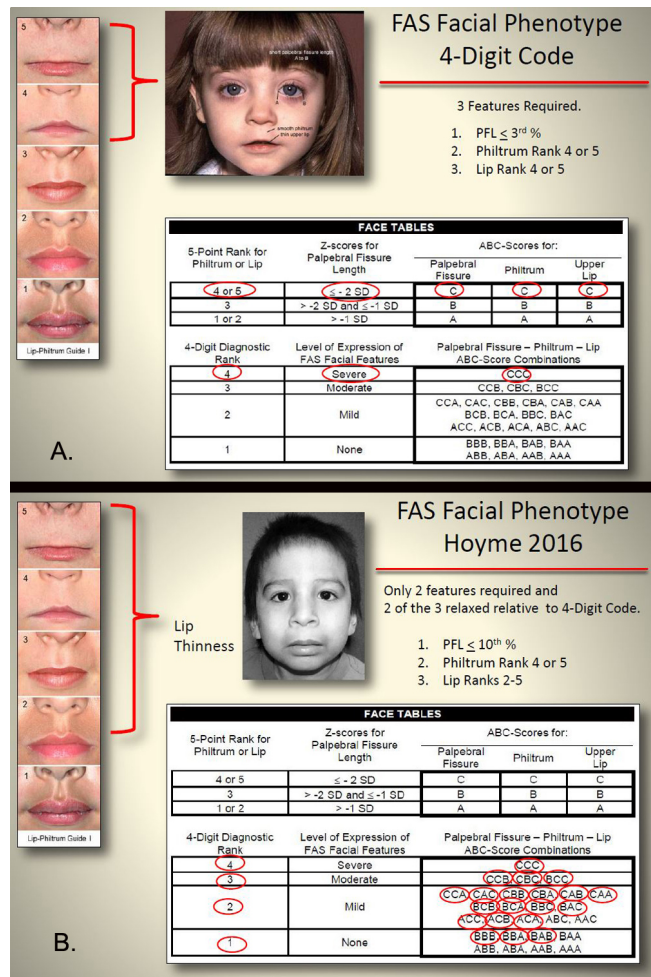 5
4
3
2
1
Lip-Philtrum Guide I
short palpebral fissure length
A to B
A
B
smooth philtrum
thin upper lip
FAS Facial Phenotype
4-Digit Code
3 Features Required.
1. PFL ≤ 3rd %
2. Philtrum Rank 4 or 5
3. Lip Rank 4 or 5
FACE TABLES
5-Point Rank for Philtrum or Lip
Z-scores for Palpebral Fissure Length
ABC-Scores for:
Palpebral Fissure
Philtrum
Upper Lip
4 or 5 ≤ - 2 SD C C C
3 > -2 SD and ≤ -1 SD B B B
1 or 2 > -1 SD A A A
4-Digit Diagnostic Rank
Level of Expression of FAS Facial Features
Palpebral Fissure – Philtrum – Lip ABC-Score Combinations
4 Severe CCC
3 Moderate CCB, CBC, BCC
2 Mild CCA, CAC, CBB, CBA, CAB, CAA
BCB, BCA, BBC, BAC
ACC, ACB, ACA, ABC, AAC
1 None BBB, BBA, BAB, BAA
ABB, ABA, AAB, AAA
A.
5
4
3
2
1
Lip-Philtrum Guide I
Lip
Thinness
FAS Facial Phenotype
Hoyme 2016
Only 2 features required and
2 of the 3 relaxed relative to 4-Digit Code.
1. PFL ≤ 10th %
2. Philtrum Rank 4 or 5
3. Lip Ranks 2-5
FACE TABLES
5-Point Rank for Philtrum or Lip
Z-scores for Palpebral Fissure Length
ABC-Scores for:
Palpebral Fissure
Philtrum
Upper Lip
4 or 5 ≤ - 2 SD C C C
3 > -2 SD and ≤ -1 SD B B B
1 or 2 > -1 SD A A A
4-Digit Diagnostic Rank
Level of Expression of FAS Facial Features
Palpebral Fissure – Philtrum – Lip ABC-Score Combinations
4 Severe CCC
3 Moderate CCB, CBC, BCC
2 Mild CCA, CAC, CBB, CBA, CAB, CAA
BCB, BCA, BBC, BAC
ACC, ACB, ACA, ABC, AAC
1 None BBB, BBA, BAB, BAA
ABB, ABA, AAB, AAA
B.